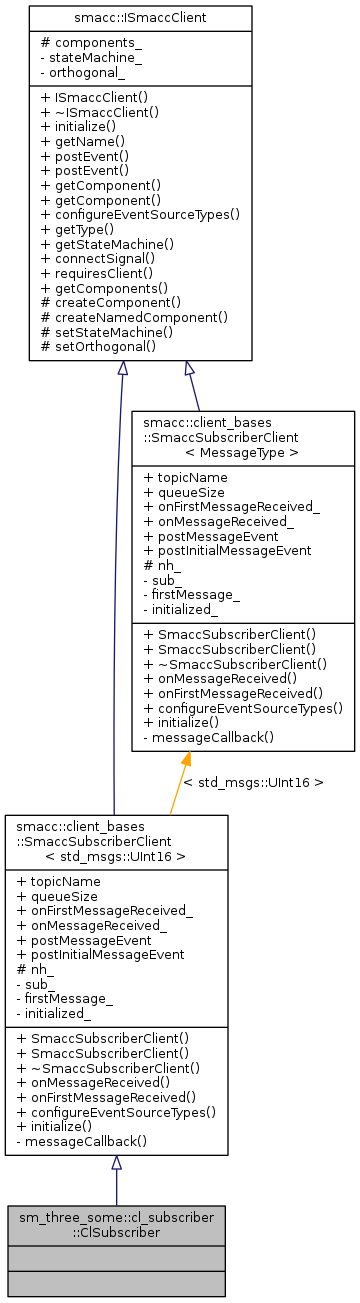 smacc::ISmaccClient
# components_
- stateMachine_
- orthogonal_
+ ISmaccClient()
+ ~ISmaccClient()
+ initialize()
+ getName()
+ postEvent()
+ postEvent()
+ getComponent()
+ getComponent()
+ configureEventSourceTypes()
+ getType()
+ getStateMachine()
+ connectSignal()
+ requiresClient()
+ getComponents()
# createComponent()
# createNamedComponent()
# setStateMachine()
# setOrthogonal()
smacc::client_bases
::SmaccSubscriberClient
< MessageType >
+ topicName
+ queueSize
+ onFirstMessageReceived_
+ onMessageReceived_
+ postMessageEvent
+ postInitialMessageEvent
# nh_
- sub_
- firstMessage_
- initialized_
+ SmaccSubscriberClient()
+ SmaccSubscriberClient()
+ ~SmaccSubscriberClient()
+ onMessageReceived()
+ onFirstMessageReceived()
+ configureEventSourceTypes()
+ initialize()
- messageCallback()
< std_msgs::UInt16 >
smacc::client_bases
::SmaccSubscriberClient
< std_msgs::UInt16 >
+ topicName
+ queueSize
+ onFirstMessageReceived_
+ onMessageReceived_
+ postMessageEvent
+ postInitialMessageEvent
# nh_
- sub_
- firstMessage_
- initialized_
+ SmaccSubscriberClient()
+ SmaccSubscriberClient()
+ ~SmaccSubscriberClient()
+ onMessageReceived()
+ onFirstMessageReceived()
+ configureEventSourceTypes()
+ initialize()
- messageCallback()
sm_three_some::cl_subscriber
::ClSubscriber